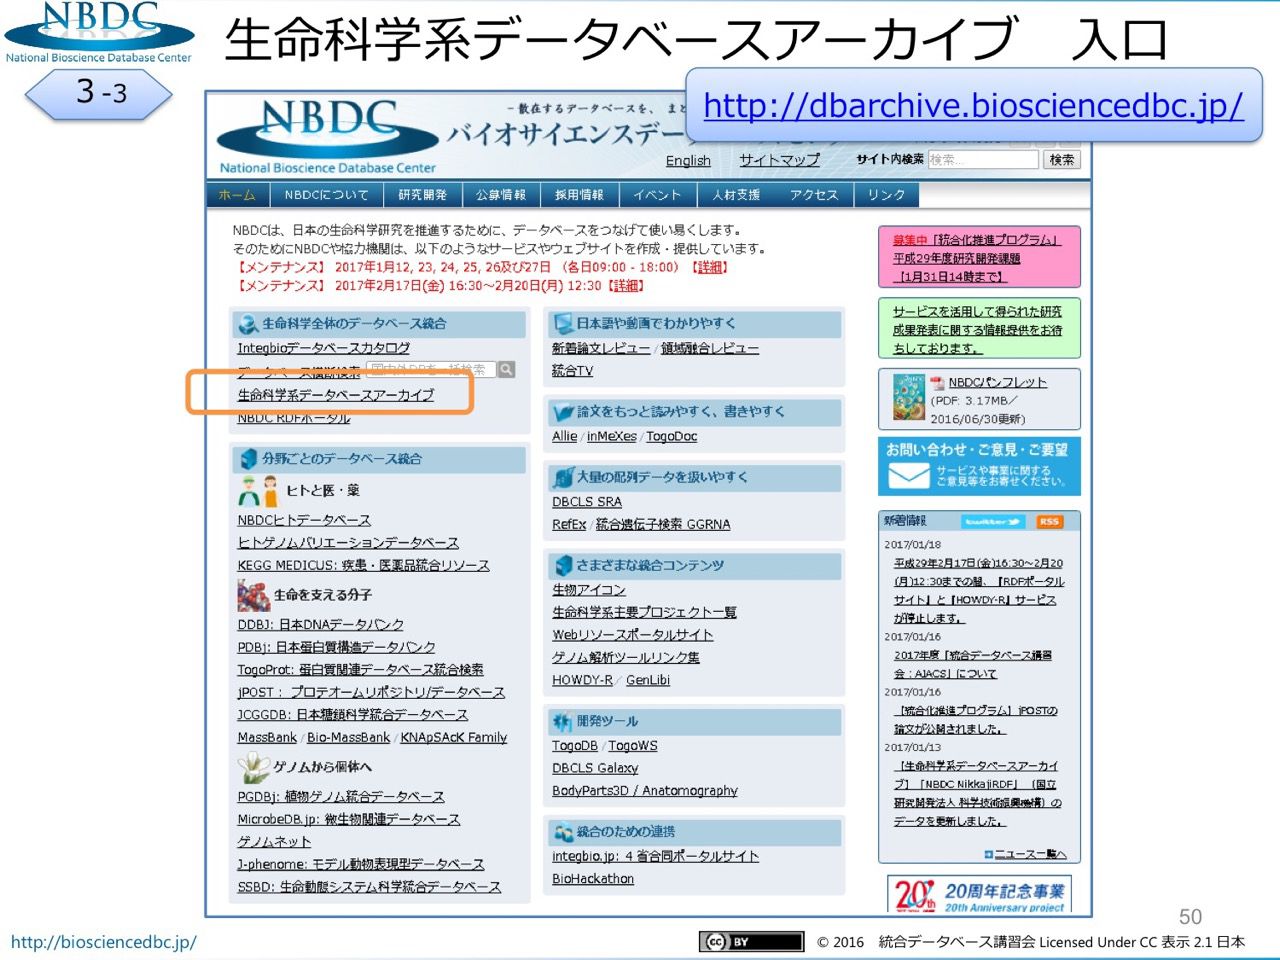 NBDC
National Bioscience Database Center
生命科学系データベースアーカイブ　入口
3-3
http://dbarchive.biosciencedbc.jp/
NBDC
National Bioscience Database Center
－散在するデータベースを、
バイオサイエンスデー
English サイトマップ サイト内検索 検索... 検索
ホーム NBDCについて 研究開発 公募情報 採用情報 イベント 人材支援 アクセス リンク
NBDCは、日本の生命科学研究を推進するために、データベースをつなげて使い易くします。
そのためにNBDCや協力機関は、以下のようなサービスやウェブサイトを作成・提供しています。
【メンテナンス】 2017年1月12, 23, 24, 25, 26及び27日 （各日09:00 - 18:00）【詳細】
【メンテナンス】 2017年2月17日(金) 16:30～2月20日(月) 12:30【詳細】
生命科学全体のデータベース統合
Integbioデータベースカタログ
データベース横断検索 国内外DBを一括検索
生命科学系データベースアーカイブ
NBDC RDFポータル
分野ごとのデータベース統合
ヒトと医・薬
NBDCヒトデータベース
ヒトゲノムバリエーションデータベース
KEGG MEDICUS: 疾患・医薬品統合リソース
生命を支える分子
DDBJ: 日本DNAデータバンク
PDBj: 日本蛋白質構造データバンク
TogoProt: 蛋白質関連データベース統合検索
jPOST： プロテオームリポジトリ/データベース
JCGGDB: 日本糖鎖科学統合データベース
MassBank / Bio-MassBank / KNApSAcK Family
ゲノムから個体へ
PGDBj: 植物ゲノム統合データベース
MicrobeDB.jp: 微生物関連データベース
ゲノムネット
J-phenome: モデル動物表現型データベース
SSBD: 生命動態システム科学統合データベース
日本語や動画でわかりやすく
新着論文レビュー / 領域融合レビュー
統合TV
論文をもっと読みやすく、書きやすく
Allie / inMeXes / TogoDoc
大量の配列データを扱いやすく
DBCLS SRA
RefEx / 統合遺伝子検索 GGRNA
さまざまな統合コンテンツ
生物アイコン
生命科学系主要プロジェクト一覧
Webリソースポータルサイト
ゲノム解析ツールリンク集
HOWDY-R / GenLibi
開発ツール
TogoDB / TogoWS
DBCLS Galaxy
BodyParts3D / Anatomography
統合のための連携
integbio.jp: 4 省合同ポータルサイト
BioHackathon
募集中「統合化推進プログラム」
平成29年度研究開発課題
【1月31日14時まで】
サービスを活用して得られた研究
成果発表に関する情報提供をお待
ちしております。
NBDCパンフレット
(PDF: 3.17MB／
2016/06/30更新)
お問い合わせ・ご意見・ご要望
サービスや事業に関する
ご意見等をお寄せください。
新着情報 twitter RSS
2017/01/18
平成29年2月17日(金)16:30～2月20
(月)12:30までの間、『RDFポータル
サイト』と『HOWDY-R』サービス
が停止します。
2017/01/16
2017年度「統合データベース講習
会：AJACS」について
2017/01/16
【統合化推進プログラム】jPOSTの
論文が公開されました。
2017/01/13
【生命科学系データベースアーカイ
ブ】「NBDC NikkajiRDF」（国立
研究開発法人 科学技術振興機構）の
データを更新しました。
ニュース一覧へ
20th 20周年記念事業
20th Anniversary project
50
http://biosciencedbc.jp/
cc BY © 2016　統合データベース講習会 Licensed Under CC 表示 2.1 日本